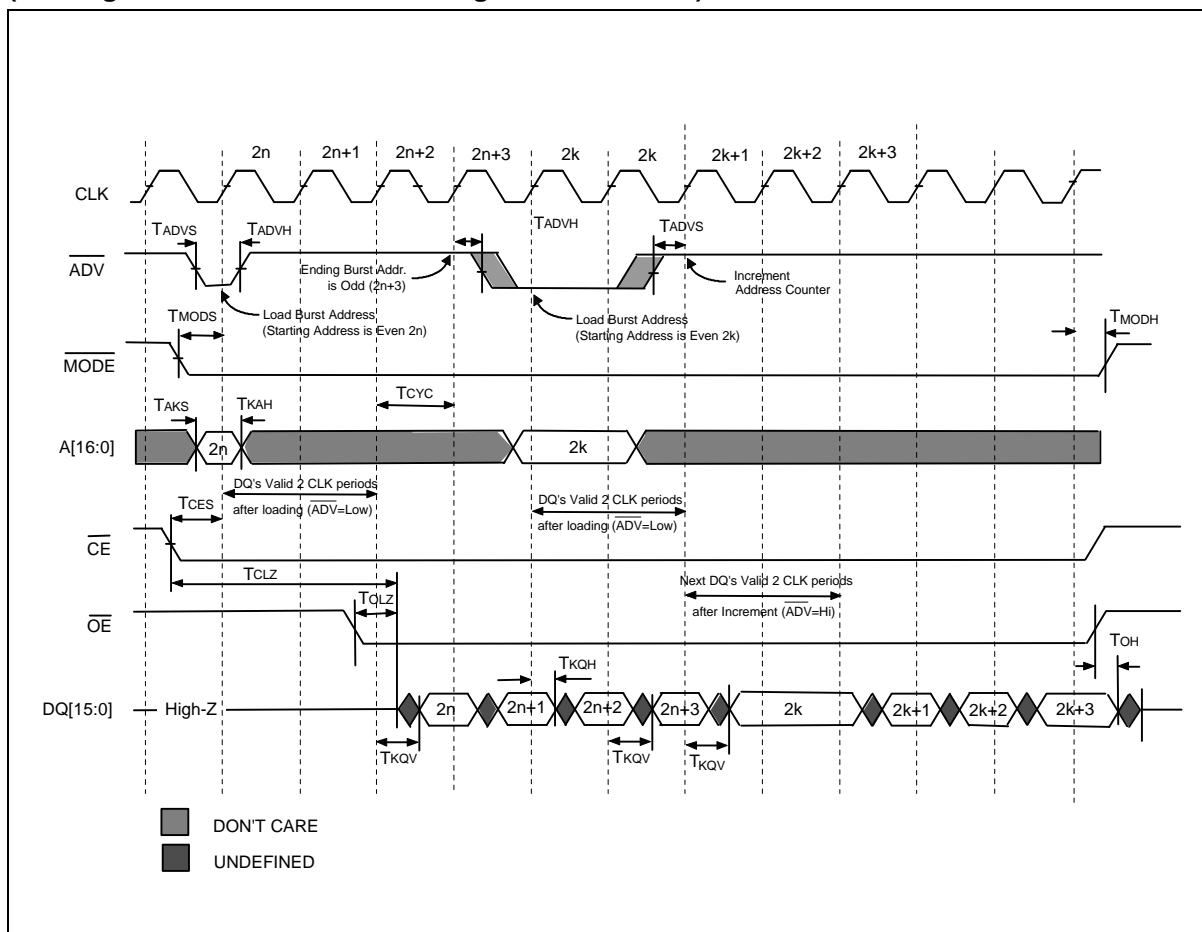 2n 2n+1 2n+2 2n+3 2k 2k 2k+1 2k+2 2k+3
CLK
TADVS TADVH TADVH TADVS
ADV
Ending Burst Addr.
is Odd (2n+3)
Increment
Address Counter
Load Burst Address
(Starting Address is Even 2n)
Load Burst Address
(Starting Address is Even 2k)
TMODS TMODH
MODE
TCYC
TAKS TKAH
A[16:0] 2n 2k
DQ's Valid 2 CLK periods
after loading (ADV=Low)
DQ's Valid 2 CLK periods
after loading (ADV=Low)
TCES
CE
TCLZ
Next DQ's Valid 2 CLK periods
after Increment (ADV=Hi)
TOLZ
OE
TOH
TKQH
DQ[15:0] High-Z 2n 2n+1 2n+2 2n+3 2k 2k+1 2k+2 2k+3
TKQV TKQV TKQV
DON'T CARE
UNDEFINED